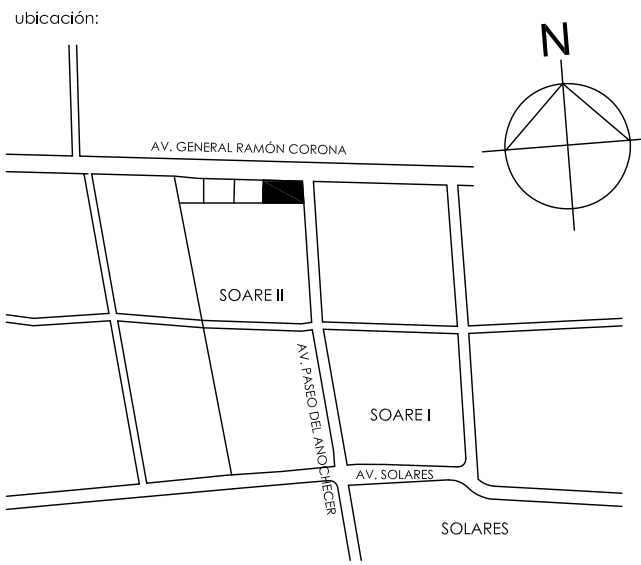 ubicación:
N
AV. GENERAL RAMÓN CORONA
SOARE II
AV. PASEO DEL ANOCHECER
SOARE I
AV. SOLARES
SOLARES